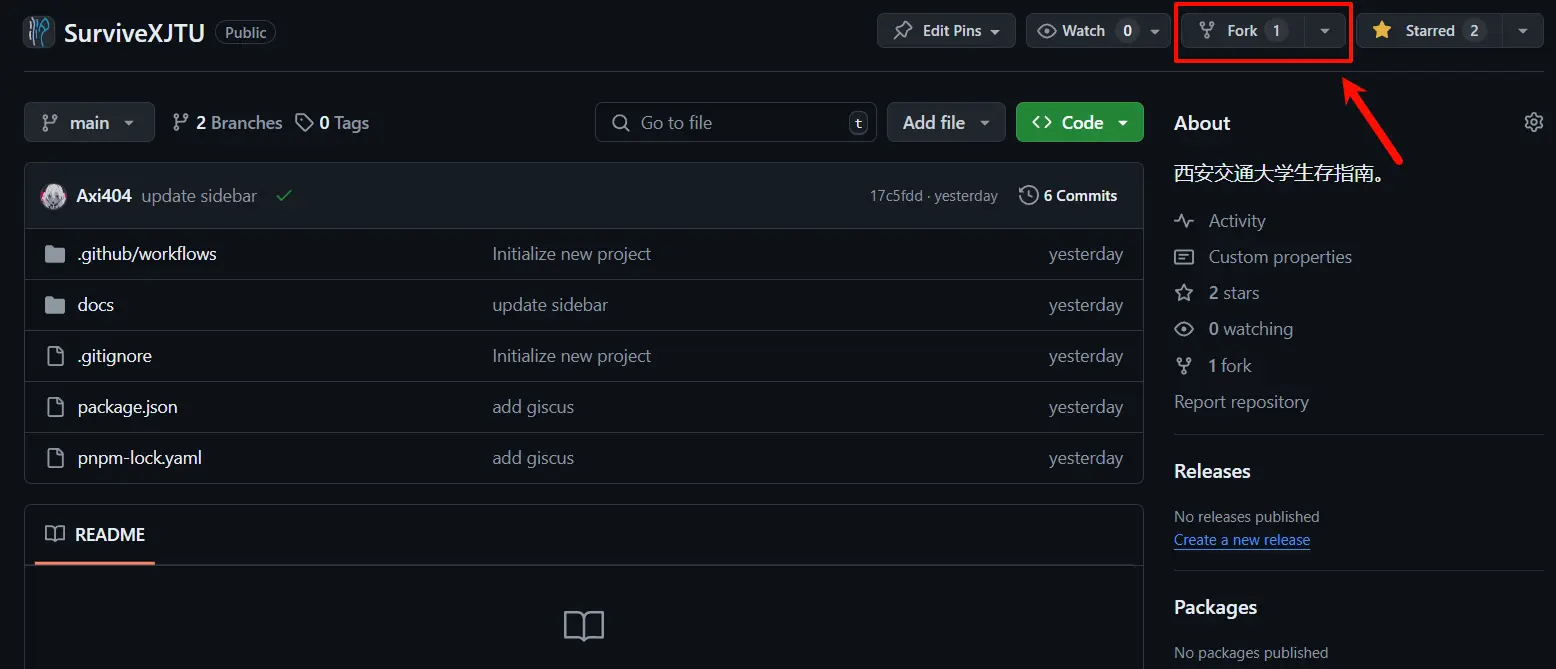 SurviveXJTU Public Edit Pins Watch 0 Fork 1 Starred 2
main 2 Branches 0 Tags Go to file t Add file Code
Axi404 update sidebar 17c5fdd · yesterday 6 Commits
.github/workflows Initialize new project yesterday
docs update sidebar yesterday
.gitignore Initialize new project yesterday
package.json add giscus yesterday
pnpm-lock.yaml add giscus yesterday
README
About
西安交通大学生存指南。
Activity
Custom properties
2 stars
0 watching
1 fork
Report repository
Releases
No releases published
Create a new release
Packages
No packages published